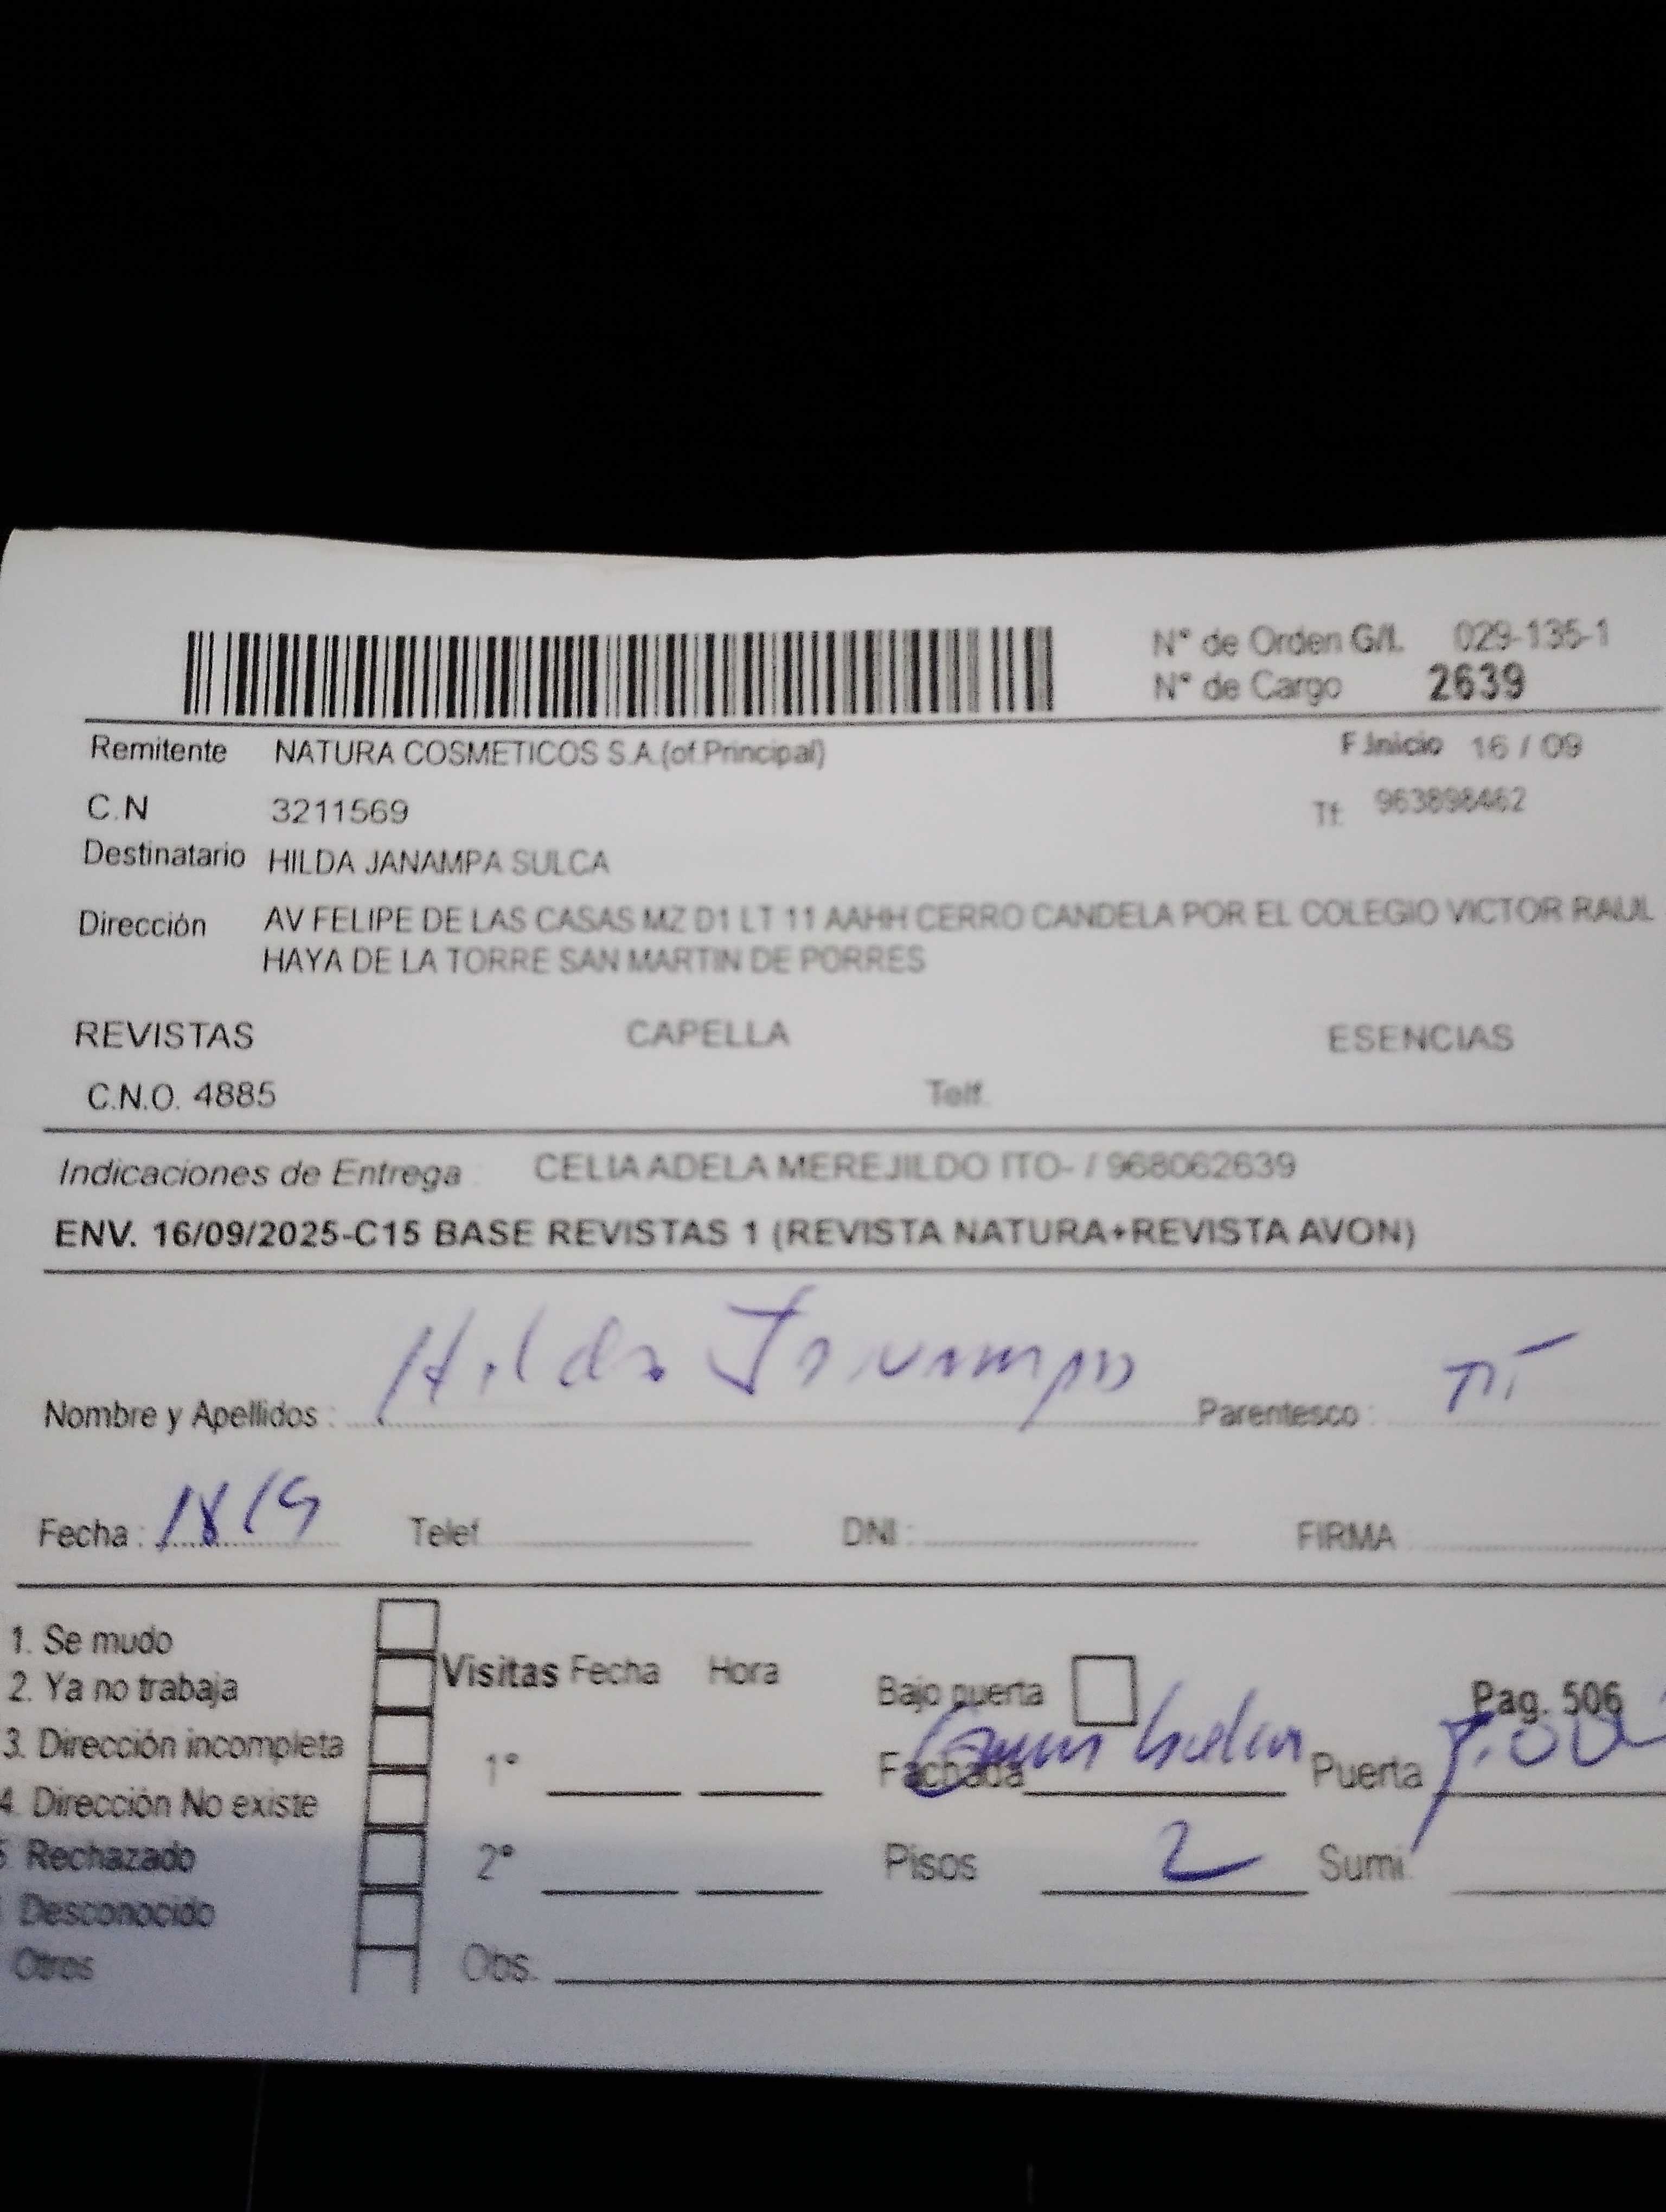 N° de Orden G/L 029-135-1
N° de Cargo 2639
Remitente NATURA COSMETICOS S.A.(of.Principal) F.Inicio 16 / 09
C.N 3211569 Tf. 963898462
Destinatario HILDA JANAMPA SULCA
Dirección AV FELIPE DE LAS CASAS MZ D1 LT 11 AAHH CERRO CANDELA POR EL COLEGIO VICTOR RAUL
HAYA DE LA TORRE SAN MARTIN DE PORRES
REVISTAS CAPELLA ESENCIAS
C.N.O. 4885 Telf.
Indicaciones de Entrega CELIA ADELA MEREJILDO ITO- / 968062639
ENV. 16/09/2025-C15 BASE REVISTAS 1 (REVISTA NATURA+REVISTA AVON)
Nombre y Apellidos : Hilda Janampa Parentesco :
Fecha : 18/9 Telef. DNI : FIRMA
1. Se mudo
2. Ya no trabaja
3. Dirección incompleta
4. Dirección No existe
Rechazado
Desconocido
Otros
Visitas Fecha Hora
1°
2°
Obs.
Bajo puerta Pag. 506
Fachada Puerta
Pisos 2 Sumi.